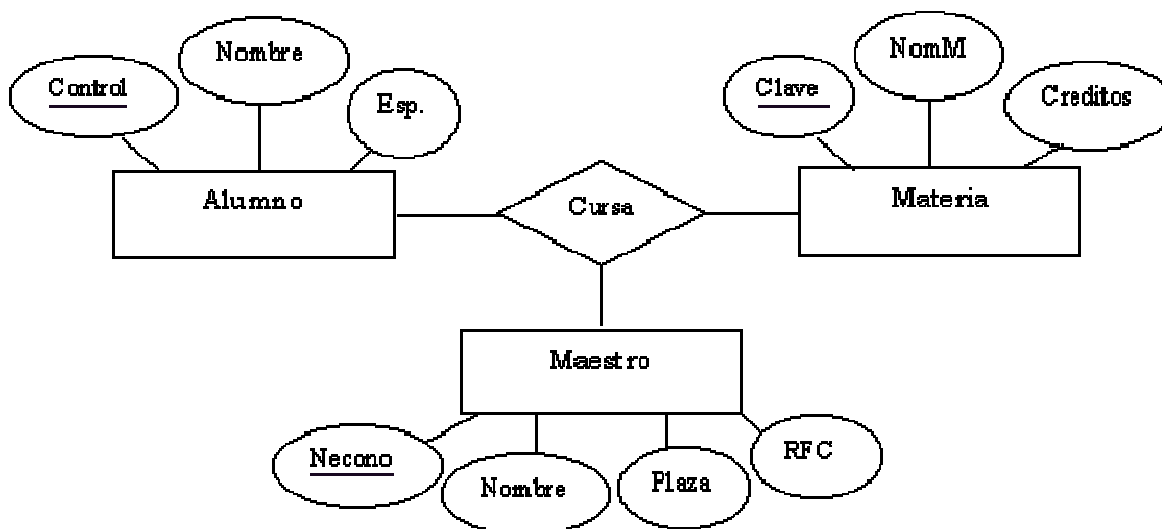 Nombre
Control
Esp.
Alumno
Cursa
NomM
Clave
Creditos
Materia
Maestro
Necono
Nombre
Plaza
RFC